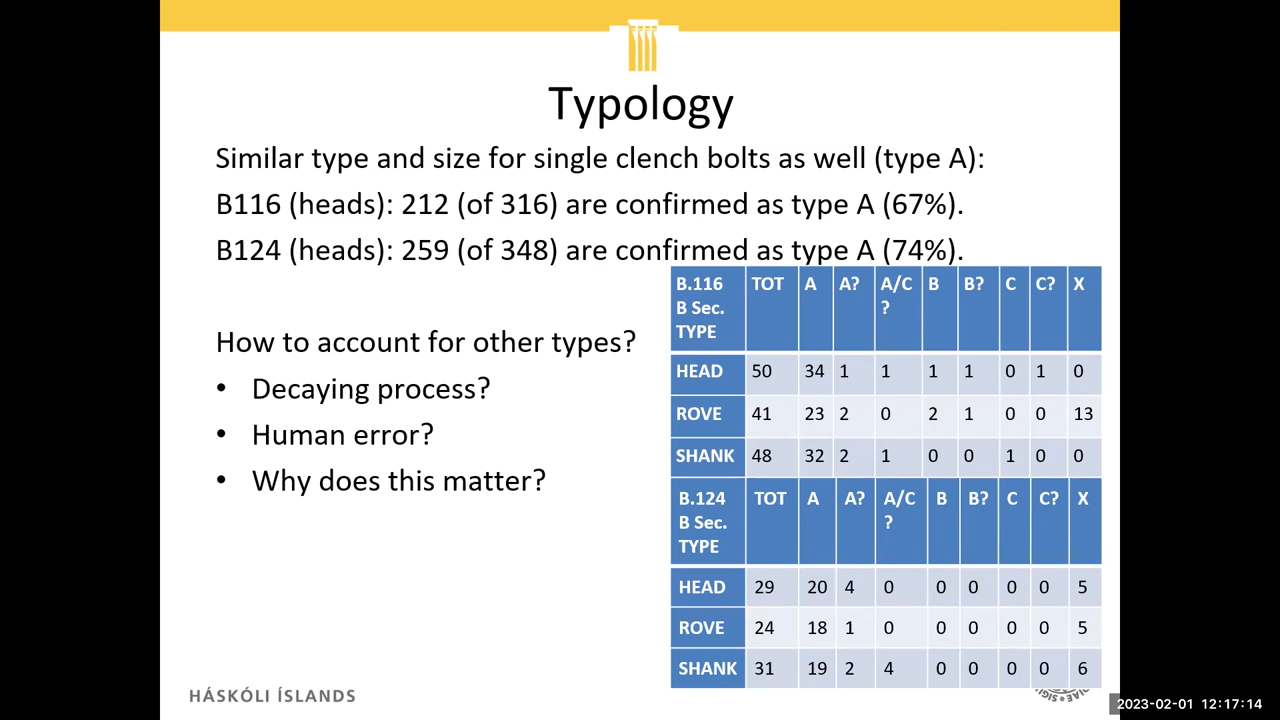 Typology
Similar type and size for single clench bolts as well (type A):
B116 (heads): 212 (of 316) are confirmed as type A (67%).
B124 (heads): 259 (of 348) are confirmed as type A (74%).
How to account for other types?
• Decaying process?
• Human error?
• Why does this matter?
B.116 B Sec. TYPE TOT A A? A/C ? B B? C C? X
HEAD 50 34 1 1 1 1 0 1 0
ROVE 41 23 2 0 2 1 0 0 13
SHANK 48 32 2 1 0 0 1 0 0
B.124 B Sec. TYPE TOT A A? A/C ? B B? C C? X
HEAD 29 20 4 0 0 0 0 0 5
ROVE 24 18 1 0 0 0 0 0 5
SHANK 31 19 2 4 0 0 0 0 6
HÁSKÓLI ÍSLANDS
2023-02-01 12:17:14